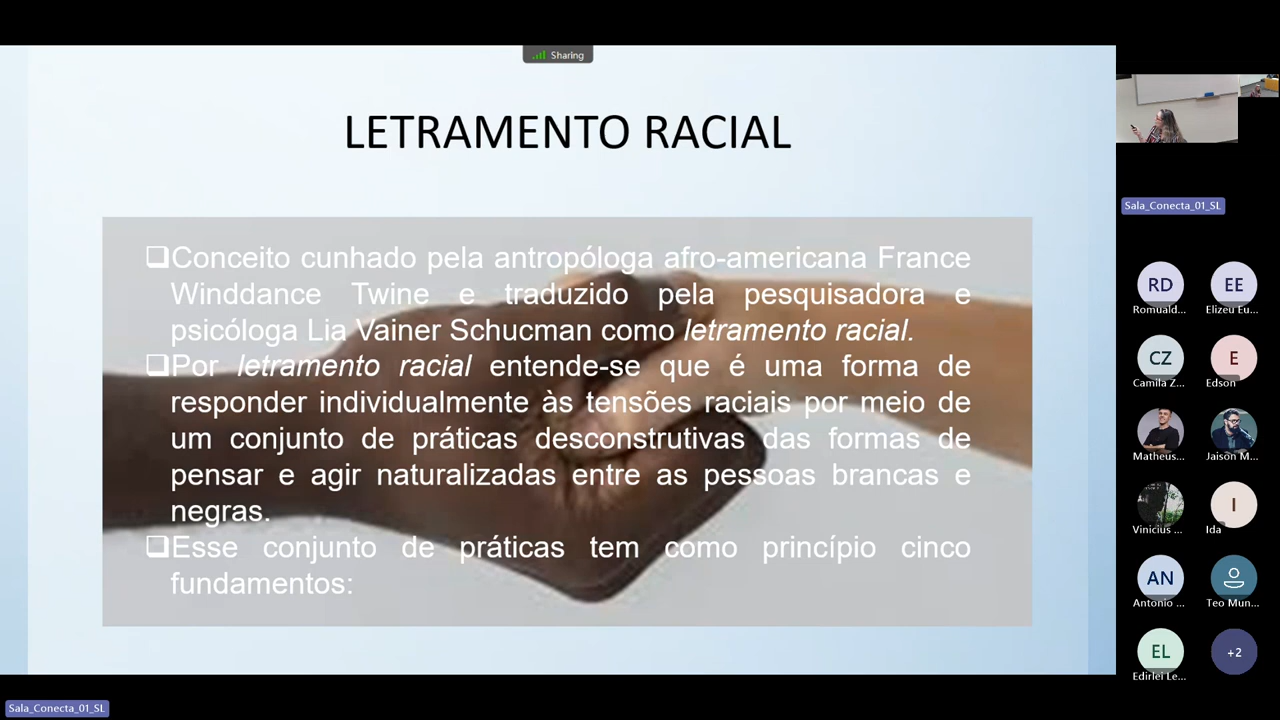 Sharing
LETRAMENTO RACIAL
❑Conceito cunhado pela antropóloga afro-americana France
Winddance Twine e traduzido pela pesquisadora e
psicóloga Lia Vainer Schucman como letramento racial.
❑Por letramento racial entende-se que é uma forma de
responder individualmente às tensões raciais por meio de
um conjunto de práticas desconstrutivas das formas de
pensar e agir naturalizadas entre as pessoas brancas e
negras.
❑Esse conjunto de práticas tem como princípio cinco
fundamentos:
Sala_Conecta_01_SL
RD EE
Romuald... Elizeu Eu...
CZ E
Camila Z... Edson
Matheus... Jaison M...
Vinicius ... Ida
I
AN
Antonio ... Teo Mun...
EL +2
Edirlei Le...
Sala_Conecta_01_SL